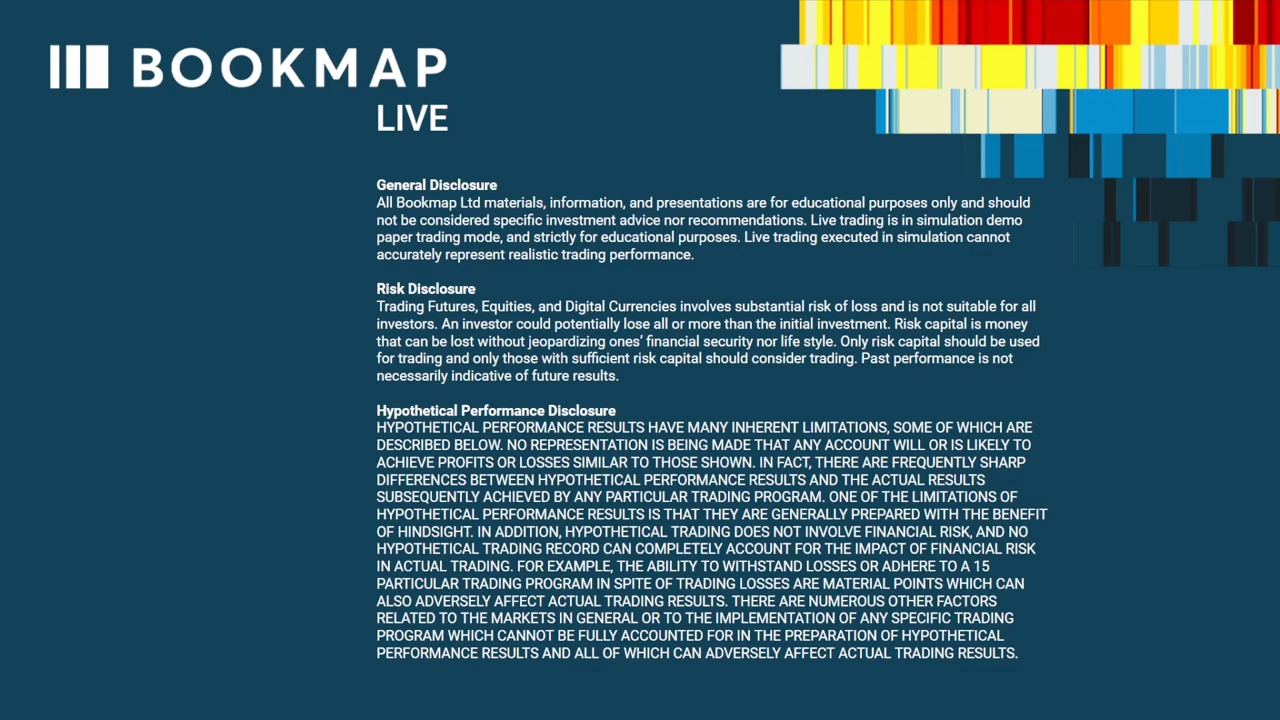 BOOKMAP
LIVE
General Disclosure
All Bookmap Ltd materials, information, and presentations are for educational purposes only and should
not be considered specific investment advice nor recommendations. Live trading is in simulation demo
paper trading mode, and strictly for educational purposes. Live trading executed in simulation cannot
accurately represent realistic trading performance.
Risk Disclosure
Trading Futures, Equities, and Digital Currencies involves substantial risk of loss and is not suitable for all
investors. An investor could potentially lose all or more than the initial investment. Risk capital is money
that can be lost without jeopardizing ones’ financial security nor life style. Only risk capital should be used
for trading and only those with sufficient risk capital should consider trading. Past performance is not
necessarily indicative of future results.
Hypothetical Performance Disclosure
HYPOTHETICAL PERFORMANCE RESULTS HAVE MANY INHERENT LIMITATIONS, SOME OF WHICH ARE
DESCRIBED BELOW. NO REPRESENTATION IS BEING MADE THAT ANY ACCOUNT WILL OR IS LIKELY TO
ACHIEVE PROFITS OR LOSSES SIMILAR TO THOSE SHOWN. IN FACT, THERE ARE FREQUENTLY SHARP
DIFFERENCES BETWEEN HYPOTHETICAL PERFORMANCE RESULTS AND THE ACTUAL RESULTS
SUBSEQUENTLY ACHIEVED BY ANY PARTICULAR TRADING PROGRAM. ONE OF THE LIMITATIONS OF
HYPOTHETICAL PERFORMANCE RESULTS IS THAT THEY ARE GENERALLY PREPARED WITH THE BENEFIT
OF HINDSIGHT. IN ADDITION, HYPOTHETICAL TRADING DOES NOT INVOLVE FINANCIAL RISK, AND NO
HYPOTHETICAL TRADING RECORD CAN COMPLETELY ACCOUNT FOR THE IMPACT OF FINANCIAL RISK
IN ACTUAL TRADING. FOR EXAMPLE, THE ABILITY TO WITHSTAND LOSSES OR ADHERE TO A 15
PARTICULAR TRADING PROGRAM IN SPITE OF TRADING LOSSES ARE MATERIAL POINTS WHICH CAN
ALSO ADVERSELY AFFECT ACTUAL TRADING RESULTS. THERE ARE NUMEROUS OTHER FACTORS
RELATED TO THE MARKETS IN GENERAL OR TO THE IMPLEMENTATION OF ANY SPECIFIC TRADING
PROGRAM WHICH CANNOT BE FULLY ACCOUNTED FOR IN THE PREPARATION OF HYPOTHETICAL
PERFORMANCE RESULTS AND ALL OF WHICH CAN ADVERSELY AFFECT ACTUAL TRADING RESULTS.